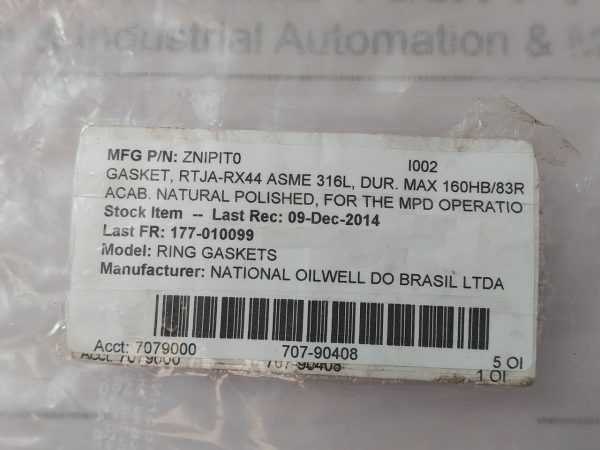 & Industrial Automation &
MFG P/N: ZNIPIT0 I002
GASKET, RTJA-RX44 ASME 316L, DUR. MAX 160HB/83R
ACAB. NATURAL POLISHED, FOR THE MPD OPERATIO
Stock Item -- Last Rec: 09-Dec-2014
Last FR: 177-010099
Model: RING GASKETS
Manufacturer: NATIONAL OILWELL DO BRASIL LTDA
Acct: 7079000 707-90408 5 OI
Acct: 7079000 707-90408 1 OI